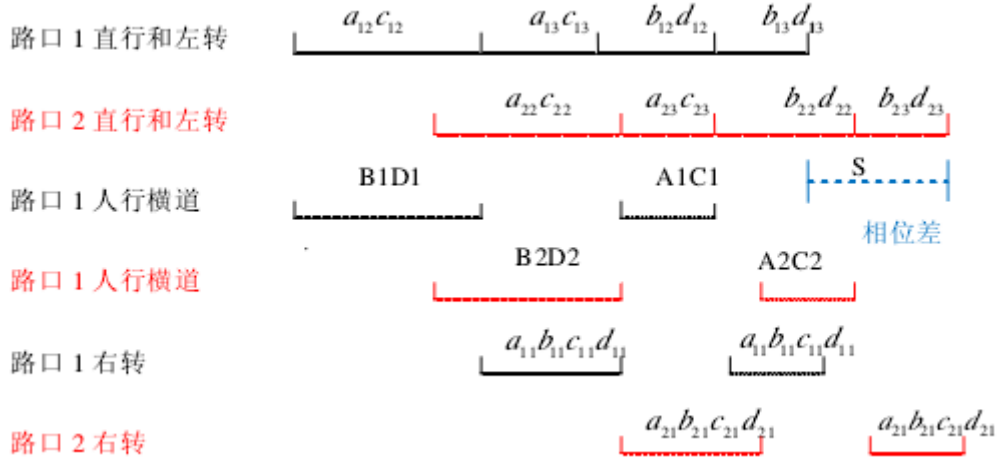 路口 1 直行和左转 a₁₂c₁₂ a₁₃c₁₃ b₁₂d₁₂ b₁₃d₁₃
路口 2 直行和左转 a₂₂c₂₂ a₂₃c₂₃ b₂₂d₂₂ b₂₃d₂₃
路口 1 人行横道 B1D1 A1C1 S
相位差
路口 1 人行横道 B2D2 A2C2
路口 1 右转 a₁₁b₁₁c₁₁d₁₁ a₁₁b₁₁c₁₁d₁₁
路口 2 右转 a₂₁b₂₁c₂₁d₂₁ a₂₁b₂₁c₂₁d₂₁